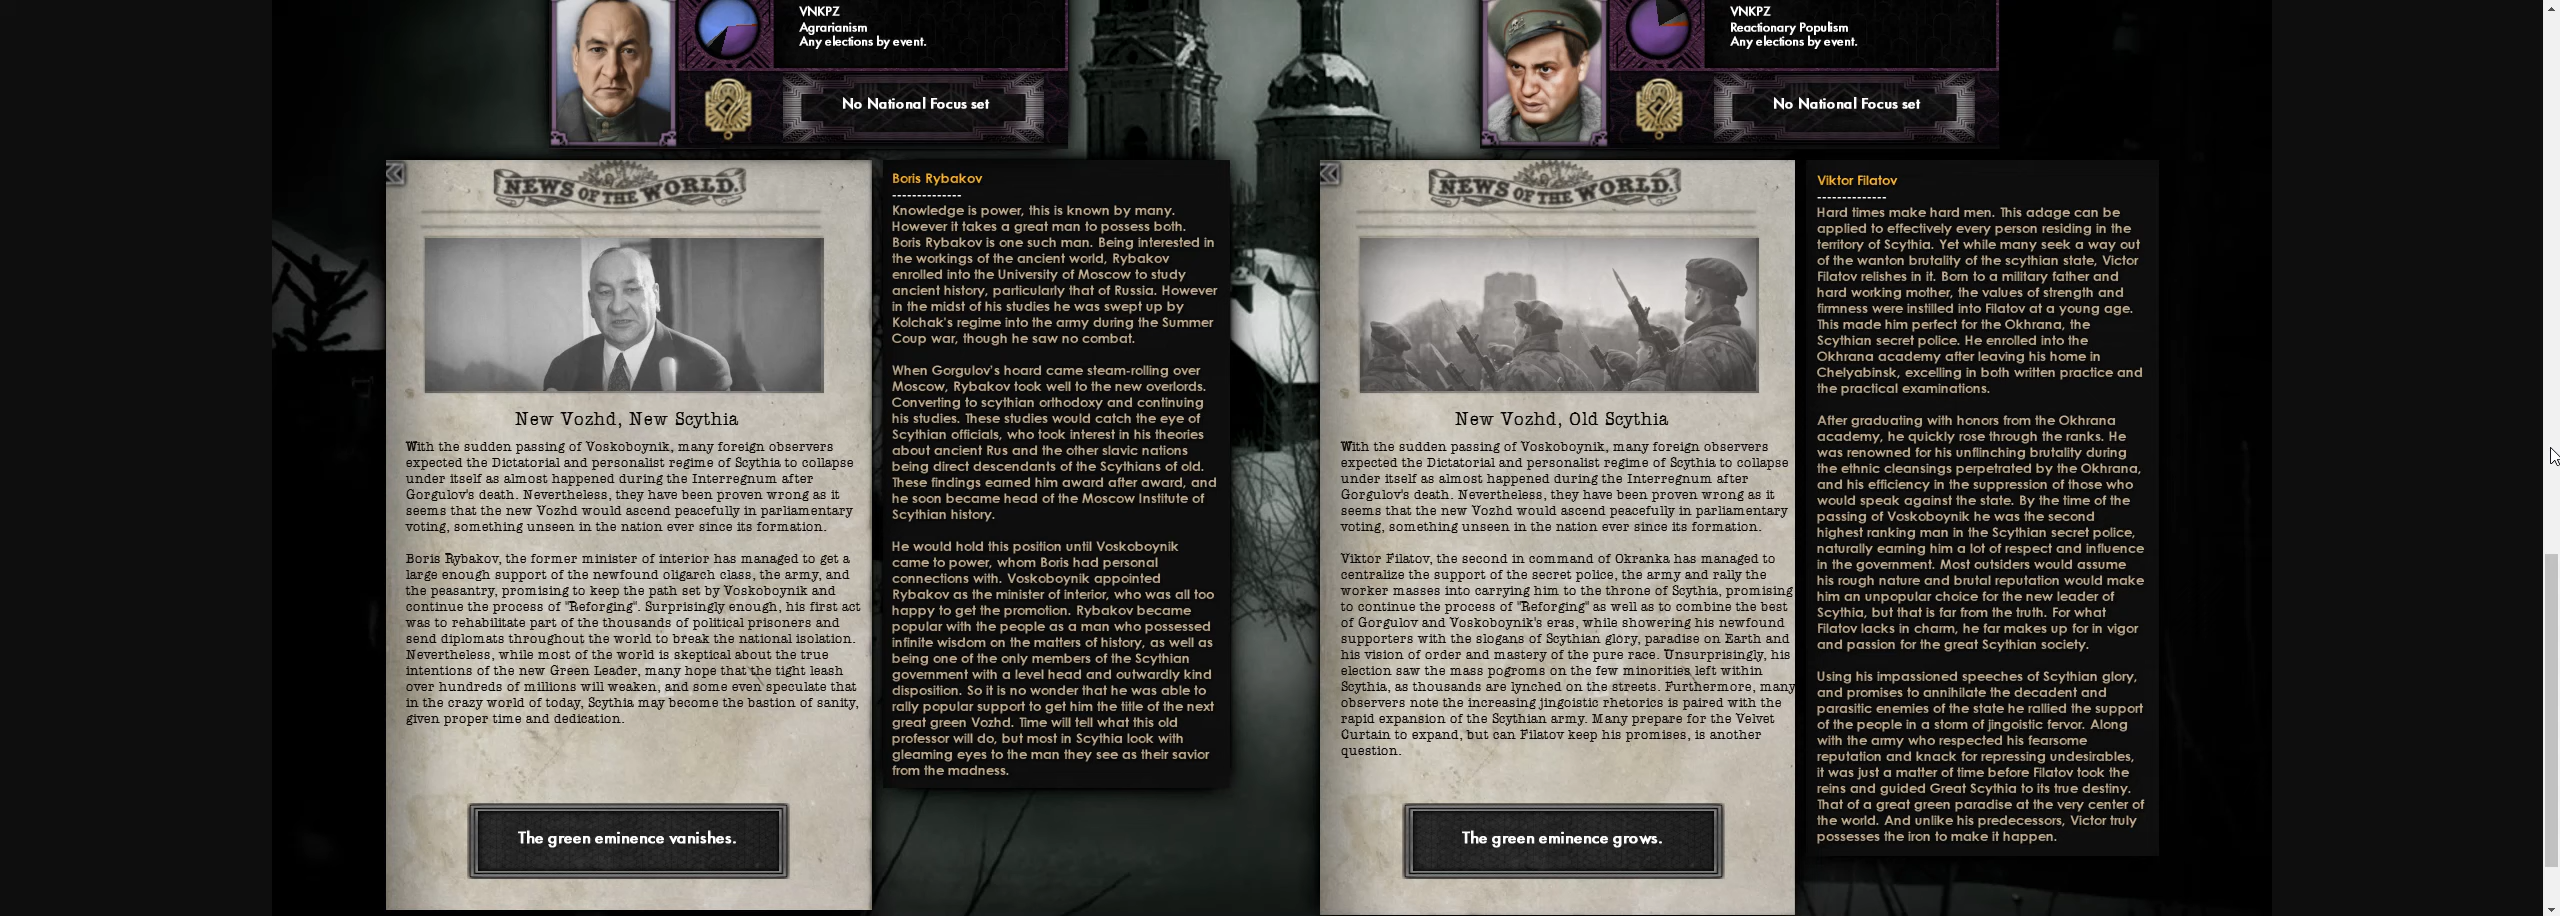 VNKPZ
Agrarianism
Any elections by event.
No National Focus set
VNKPZ
Reactionary Populism
Any elections by event.
No National Focus set
NEWS OF THE WORLD.
New Vozhd, New Scythia
With the sudden passing of Voskoboynik, many foreign observers
expected the Dictatorial and personalist regime of Scythia to collapse
under itself as almost happened during the Interregnum after
Gorgulov's death. Nevertheless, they have been proven wrong as it
seems that the new Vozhd would ascend peacefully in parliamentary
voting, something unseen in the nation ever since its formation.
Boris Rybakov, the former minister of interior has managed to get a
large enough support of the newfound oligarch class, the army, and
the peasantry, promising to keep the path set by Voskoboynik and
continue the process of "Reforging". Surprisingly enough, his first act
was to rehabilitate part of the thousands of political prisoners and
send diplomats throughout the world to break the national isolation.
Nevertheless, while most of the world is skeptical about the true
intentions of the new Green Leader, many hope that the tight leash
over hundreds of millions will weaken, and some even speculate that
in the crazy world of today, Scythia may become the bastion of sanity,
given proper time and dedication.
The green eminence vanishes.
Boris Rybakov
--------------
Knowledge is power, this is known by many.
However it takes a great man to possess both.
Boris Rybakov is one such man. Being interested in
the workings of the ancient world, Rybakov
enrolled into the University of Moscow to study
ancient history, particularly that of Russia. However
in the midst of his studies he was swept up by
Kolchak's regime into the army during the Summer
Coup war, though he saw no combat.
When Gorgulov's hoard came steam-rolling over
Moscow, Rybakov took well to the new overlords.
Converting to scythian orthodoxy and continuing
his studies. These studies would catch the eye of
Scythian officials, who took interest in his theories
about ancient Rus and the other slavic nations
being direct descendants of the Scythians of old.
These findings earned him award after award, and
he soon became head of the Moscow Institute of
Scythian history.
He would hold this position until Voskoboynik
came to power, whom Boris had personal
connections with. Voskoboynik appointed
Rybakov as the minister of interior, who was all too
happy to get the promotion. Rybakov became
popular with the people as a man who possessed
infinite wisdom on the matters of history, as well as
being one of the only members of the Scythian
government with a level head and outwardly kind
disposition. So it is no wonder that he was able to
rally popular support to get him the title of the next
great green Vozhd. Time will tell what this old
professor will do, but most in Scythia look with
gleaming eyes to the man they see as their savior
from the madness.
NEWS OF THE WORLD.
New Vozhd, Old Scythia
With the sudden passing of Voskoboynik, many foreign observers
expected the Dictatorial and personalist regime of Scythia to collapse
under itself as almost happened during the Interregnum after
Gorgulov's death. Nevertheless, they have been proven wrong as it
seems that the new Vozhd would ascend peacefully in parliamentary
voting, something unseen in the nation ever since its formation.
Viktor Filatov, the second in command of Okranka has managed to
centralize the support of the secret police, the army and rally the
worker masses into carrying him to the throne of Scythia, promising
to continue the process of "Reforging" as well as to combine the best
of Gorgulov and Voskoboynik's eras, while showering his newfound
supporters with the slogans of Scythian glory, paradise on Earth and
his vision of order and mastery of the pure race. Unsurprisingly, his
election saw the mass pogroms on the few minorities left within
Scythia, as thousands are lynched on the streets. Furthermore, many
observers note the increasing jingoistic rhetorics is paired with the
rapid expansion of the Scythian army. Many prepare for the Velvet
Curtain to expand, but can Filatov keep his promises, is another
question.
The green eminence grows.
Viktor Filatov
--------------
Hard times make hard men. This adage can be
applied to effectively every person residing in the
territory of Scythia. Yet while many seek a way out
of the wanton brutality of the scythian state, Victor
Filatov relishes in it. Born to a military father and
hard working mother, the values of strength and
firmness were instilled into Filatov at a young age.
This made him perfect for the Okhrana, the
Scythian secret police. He enrolled into the
Okhrana academy after leaving his home in
Chelyabinsk, excelling in both written practice and
the practical examinations.
After graduating with honors from the Okhrana
academy, he quickly rose through the ranks. He
was renowned for his unflinching brutality during
the ethnic cleansings perpetrated by the Okhrana,
and his efficiency in the suppression of those who
would speak against the state. By the time of the
passing of Voskoboynik he was the second
highest ranking man in the Scythian secret police,
naturally earning him a lot of respect and influence
in the government. Most outsiders would assume
his rough nature and brutal reputation would make
him an unpopular choice for the new leader of
Scythia, but that is far from the truth. For what
Filatov lacks in charm, he far makes up for in vigor
and passion for the great Scythian society.
Using his impassioned speeches of Scythian glory,
and promises to annihilate the decadent and
parasitic enemies of the state he rallied the support
of the people in a storm of jingoistic fervor. Along
with the army who respected his fearsome
reputation and knack for repressing undesirables,
it was just a matter of time before Filatov took the
reins and guided Great Scythia to its true destiny.
That of a great green paradise at the very center of
the world. And unlike his predecessors, Victor truly
possesses the iron to make it happen.